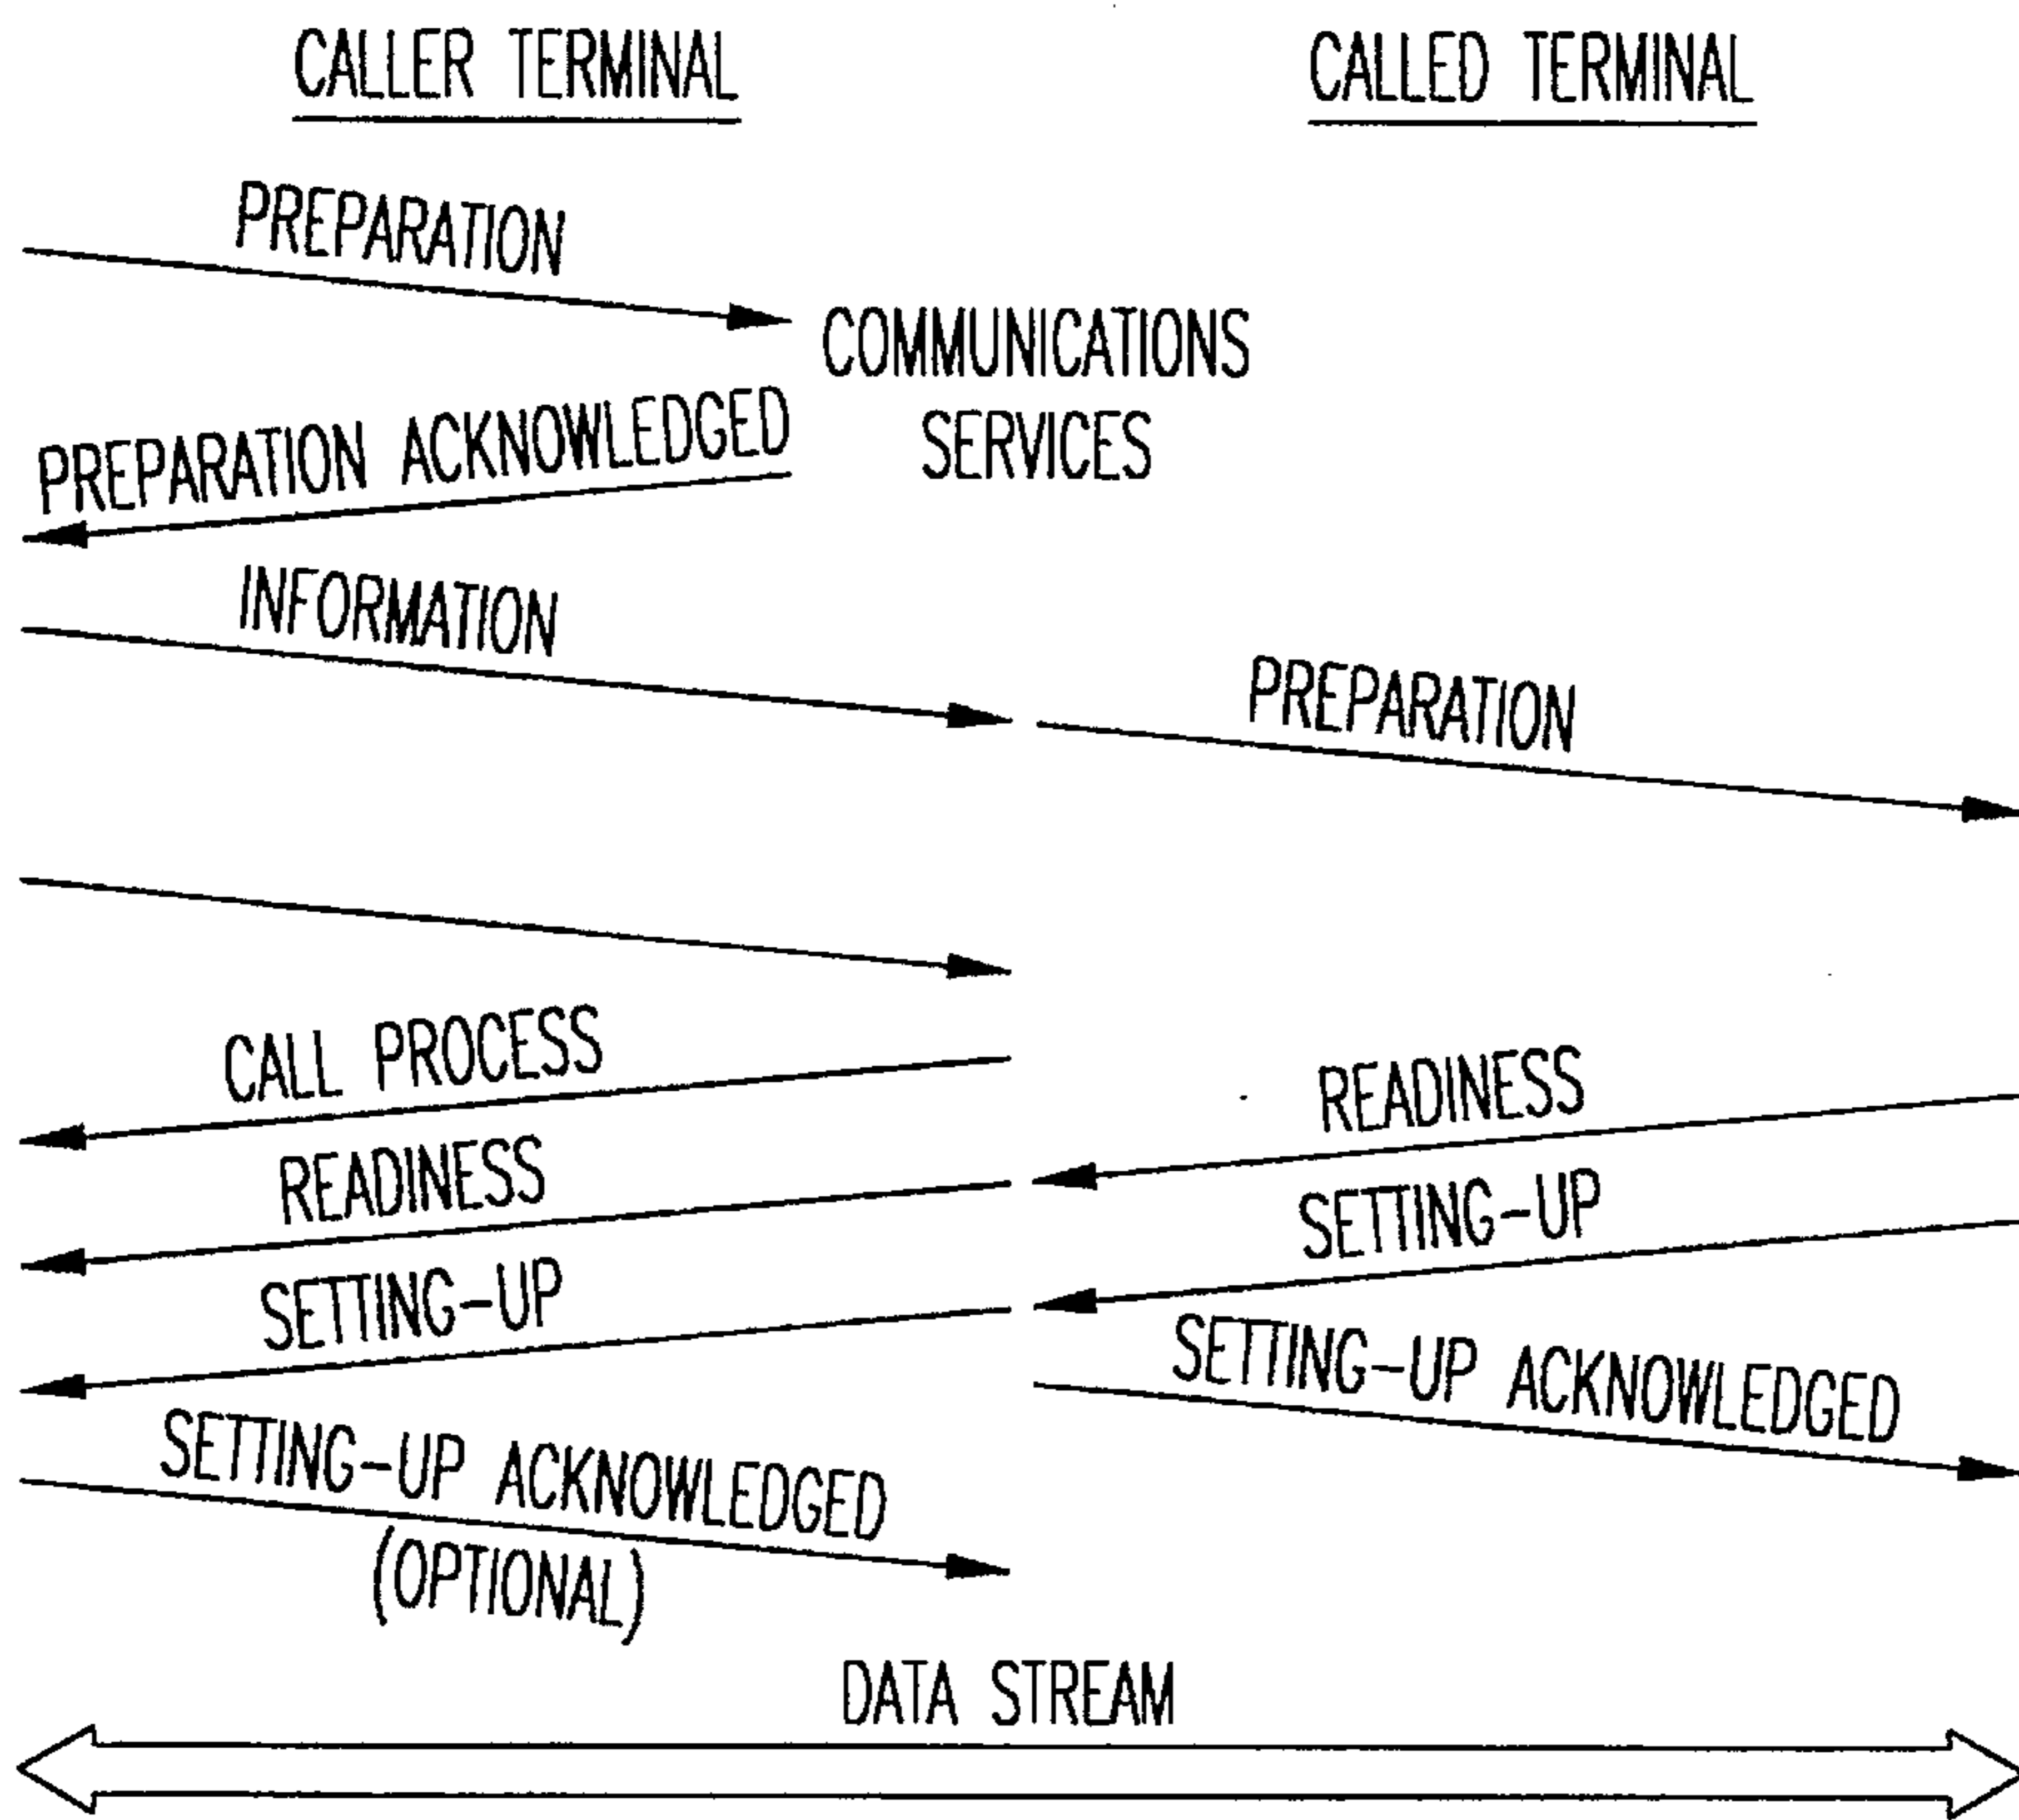 CALLER TERMINAL
CALLED TERMINAL
PREPARATION
COMMUNICATIONS
SERVICES
PREPARATION ACKNOWLEDGED
INFORMATION
PREPARATION
CALL PROCESS
READINESS
READINESS
SETTING-UP
SETTING-UP
SETTING-UP ACKNOWLEDGED
SETTING-UP ACKNOWLEDGED
(OPTIONAL)
DATA STREAM